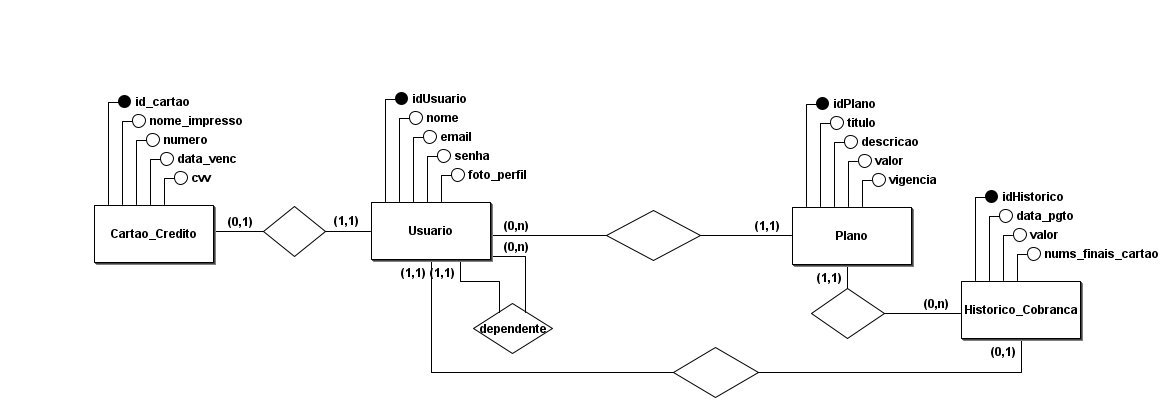 id_cartao
nome_impresso
numero
data_venc
cvv
Cartao_Credito
(0,1)
(1,1)
idUsuario
nome
email
senha
foto_perfil
Usuario
(0,n)
(0,n)
(1,1)
(1,1)
dependente
(1,1)
idPlano
titulo
descricao
valor
vigencia
Plano
(1,1)
(0,n)
idHistorico
data_pgto
valor
nums_finais_cartao
Historico_Cobranca
(0,1)